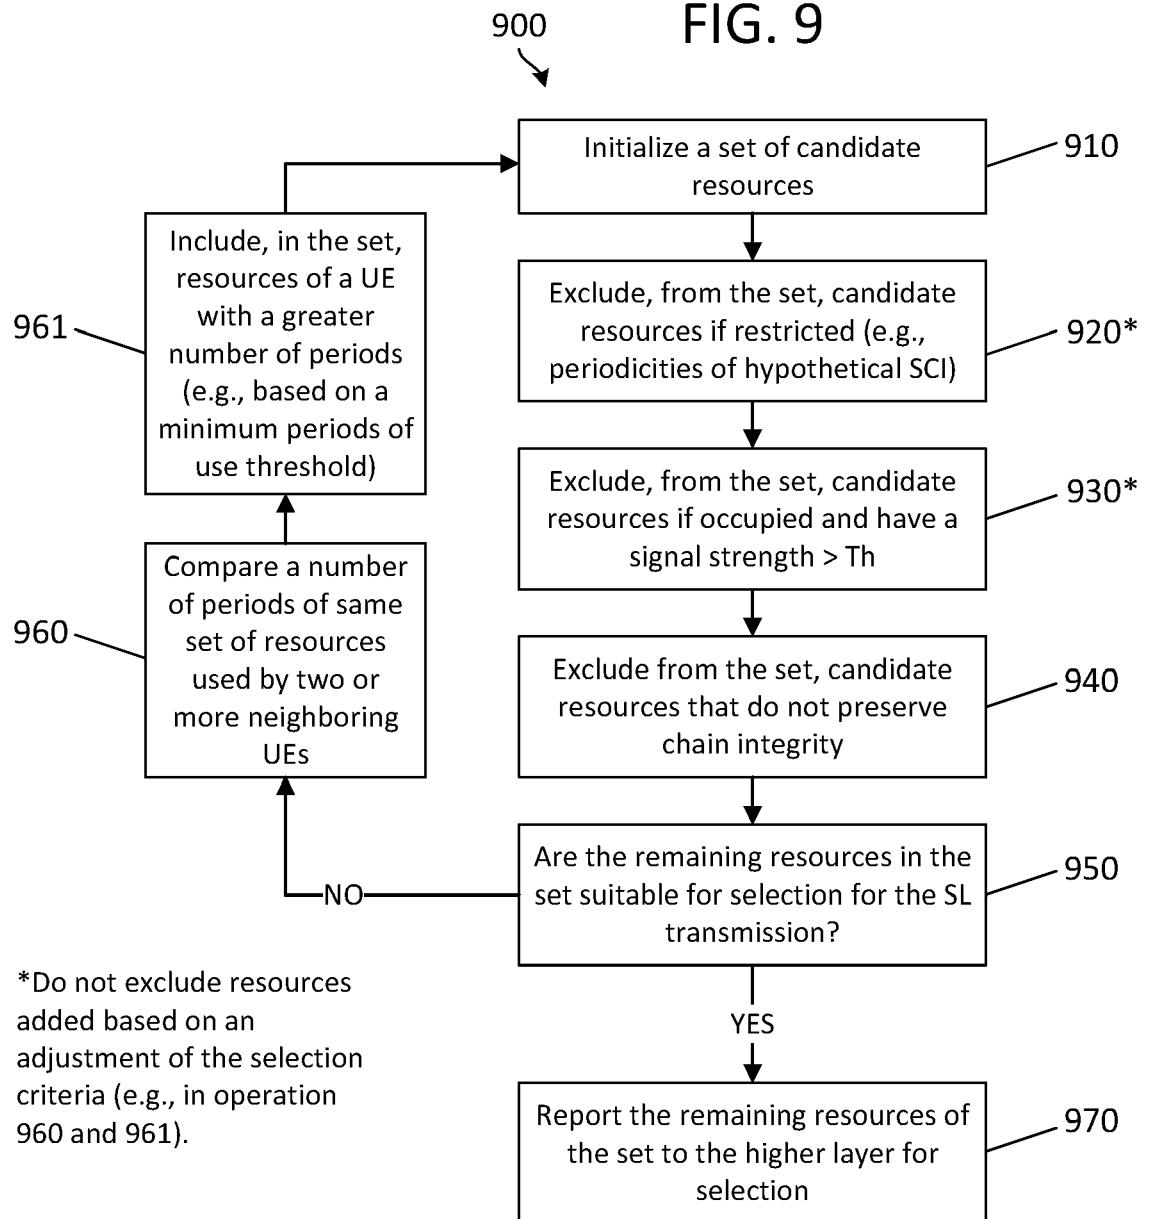 FIG. 9
900
Initialize a set of candidate
resources
910
Exclude, from the set, candidate
resources if restricted (e.g.,
periodicities of hypothetical SCI)
920*
Exclude, from the set, candidate
resources if occupied and have a
signal strength > Th
930*
Exclude from the set, candidate
resources that do not preserve
chain integrity
940
Are the remaining resources in the
set suitable for selection for the SL
transmission?
950
NO
Compare a number
of periods of same
set of resources
used by two or
more neighboring
UEs
960
Include, in the set,
resources of a UE
with a greater
number of periods
(e.g., based on a
minimum periods of
use threshold)
961
YES
Report the remaining resources of
the set to the higher layer for
selection
970
*Do not exclude resources
added based on an
adjustment of the selection
criteria (e.g., in operation
960 and 961).